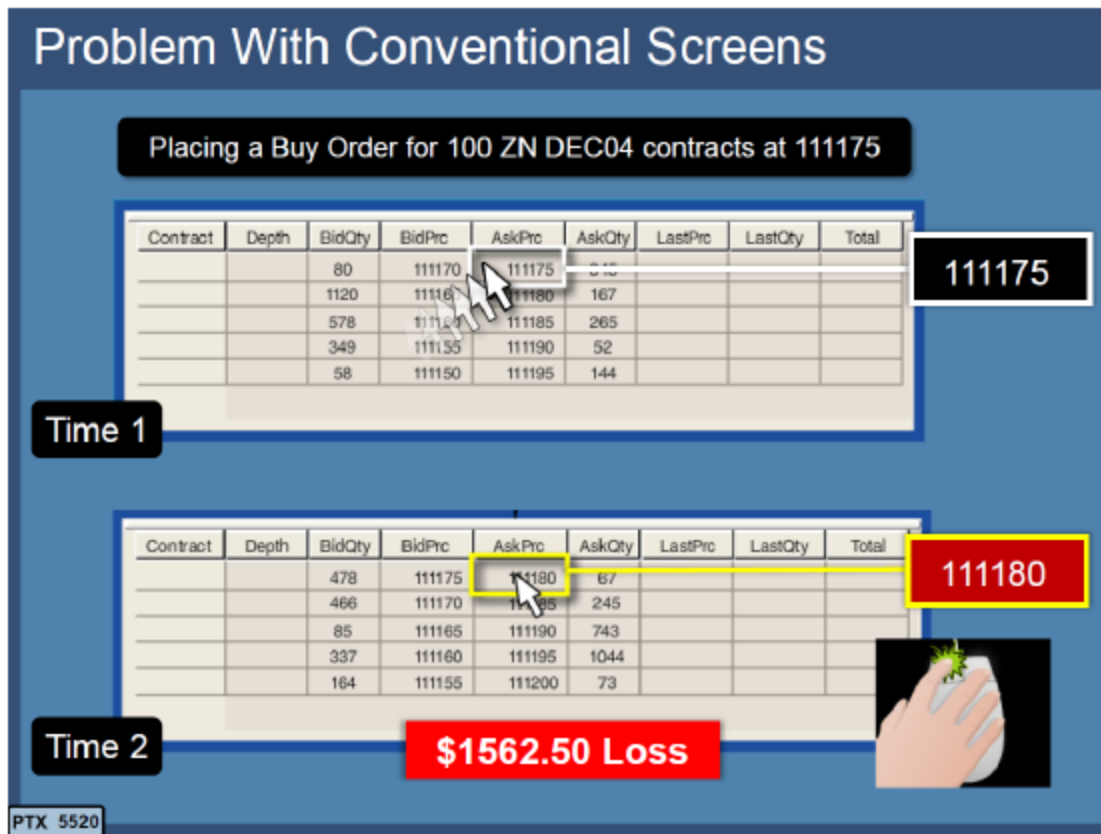 Problem With Conventional Screens
Placing a Buy Order for 100 ZN DEC04 contracts at 111175
Contract Depth BidQty BidPrc AskPrc AskQty LastPrc LastQty Total
80 111170 111175
1120 111180 167
578 111185 265
349 111155 111190 52
58 111150 111195 144
111175
Time 1
Contract Depth BidQty BidPrc AskPrc AskQty LastPrc LastQty Total
478 111175 111180 67
466 111170 245
85 111165 111190 743
337 111160 111195 1044
164 111155 111200 73
111180
Time 2
$1562.50 Loss
PTX 5520